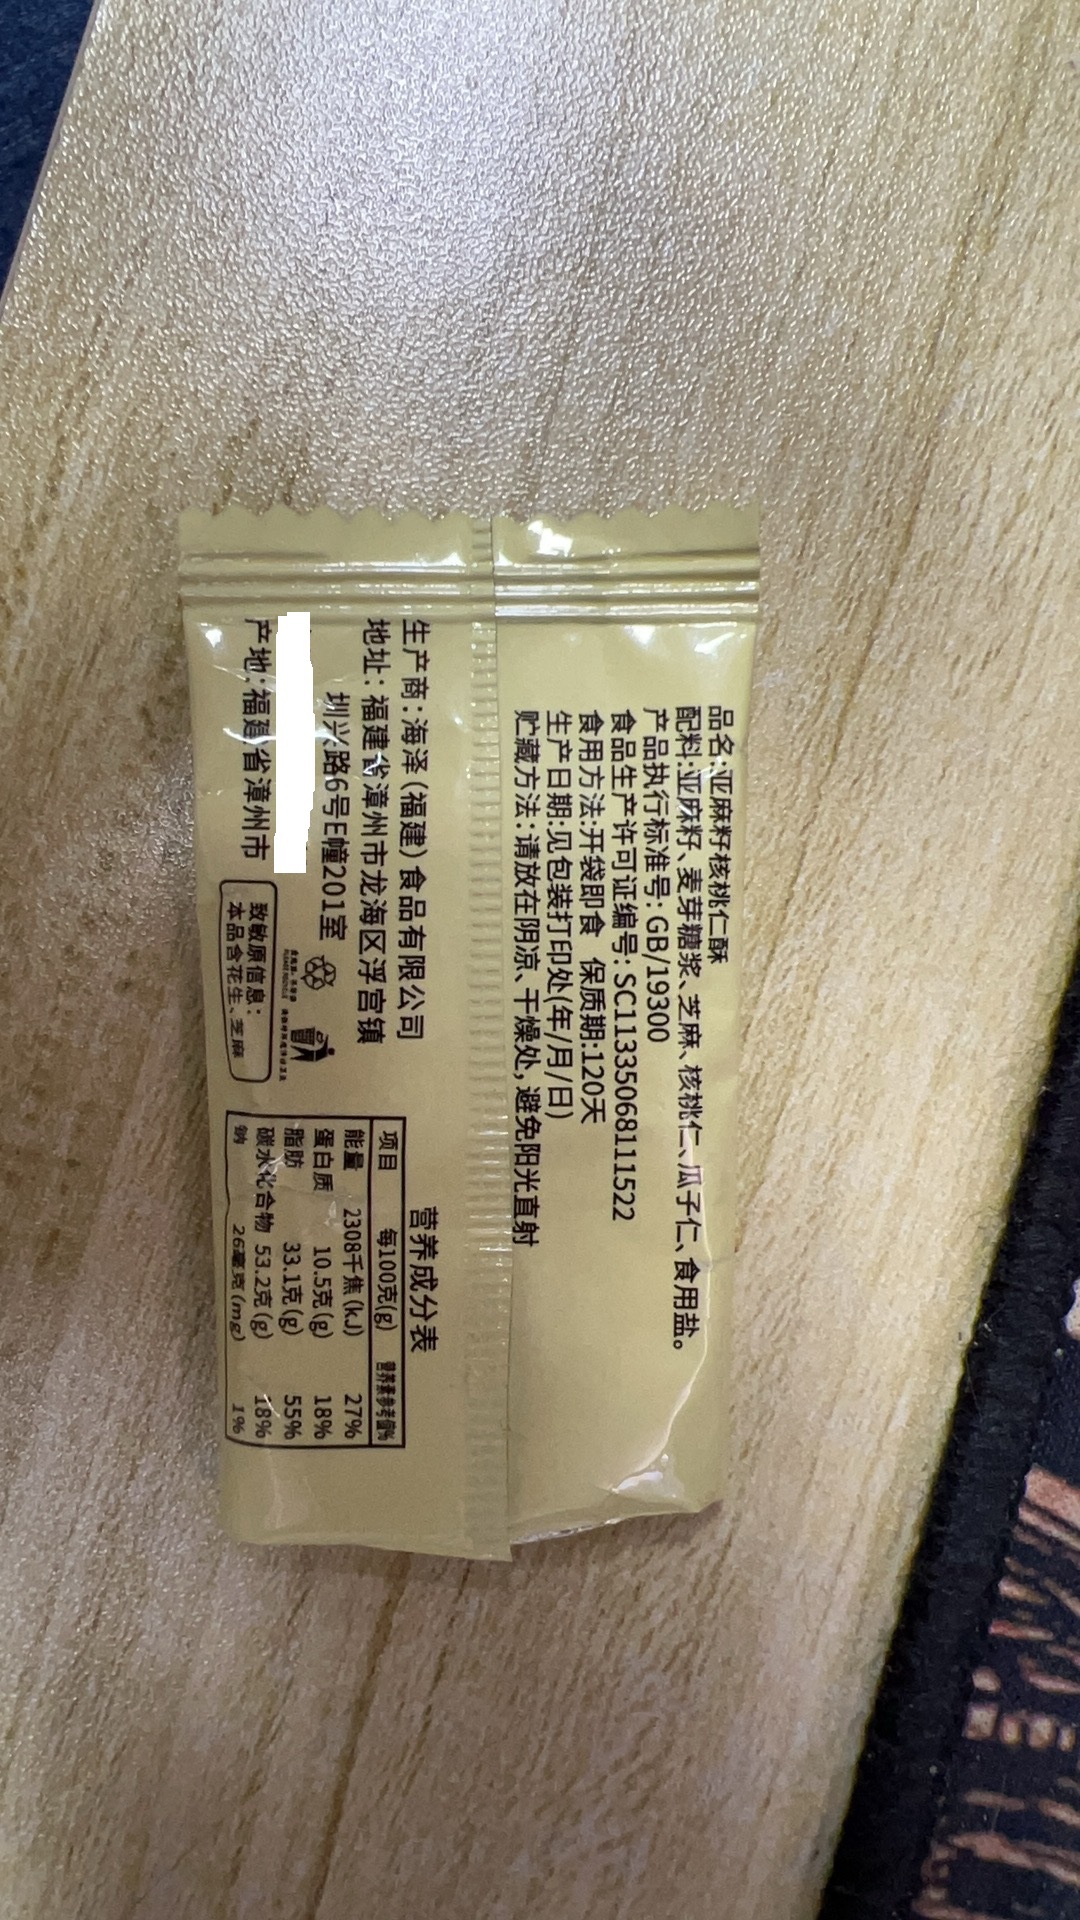 品名:亚麻籽核桃仁酥
配料:亚麻籽、麦芽糖浆、芝麻、核桃仁、瓜子仁、食用盐。
产品执行标准号: GB/19300
食品生产许可证编号: SC11335068111522
食用方法:开袋即食 保质期:120天
生产日期:见包装打印处(年/月/日)
贮藏方法:请放在阴凉、干燥处,避免阳光直射
生产商:海泽(福建)食品有限公司
地址: 福建省漳州市龙海区浮宫镇
圳兴路6号E幢201室
产地:福建省漳州市
致敏原信息:
本品含花生、芝麻
营养成分表
项目 每100克(g) 营养素参考值%
能量 2308千焦(kJ) 27%
蛋白质 10.5克(g) 18%
脂肪 33.1克(g) 55%
碳水化合物 53.2克(g) 18%
钠 26毫克(mg) 1%